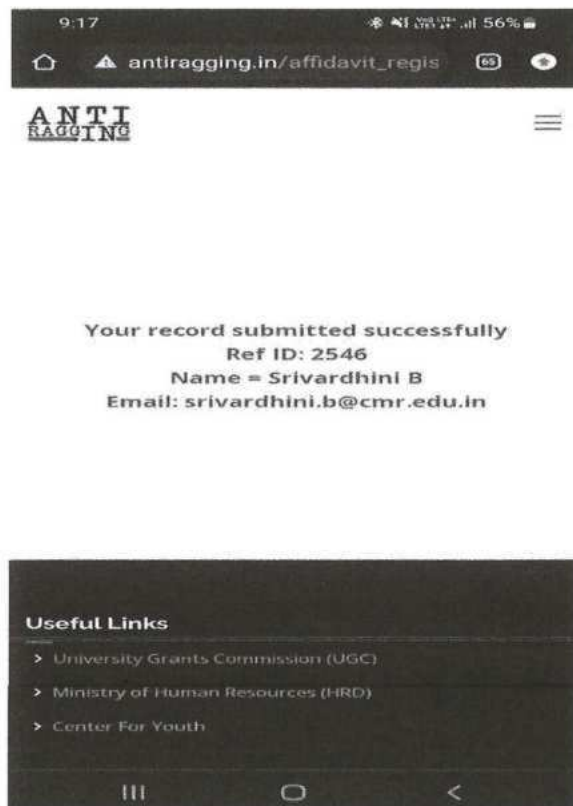 9:17
56%
antiragging.in/affidavit_regis
65
ANTI
RAGGING
Your record submitted successfully
Ref ID: 2546
Name = Srivardhini B
Email: srivardhini.b@cmr.edu.in
Useful Links
> University Grants Commission (UGC)
> Ministry of Human Resources (HRD)
> Center For Youth